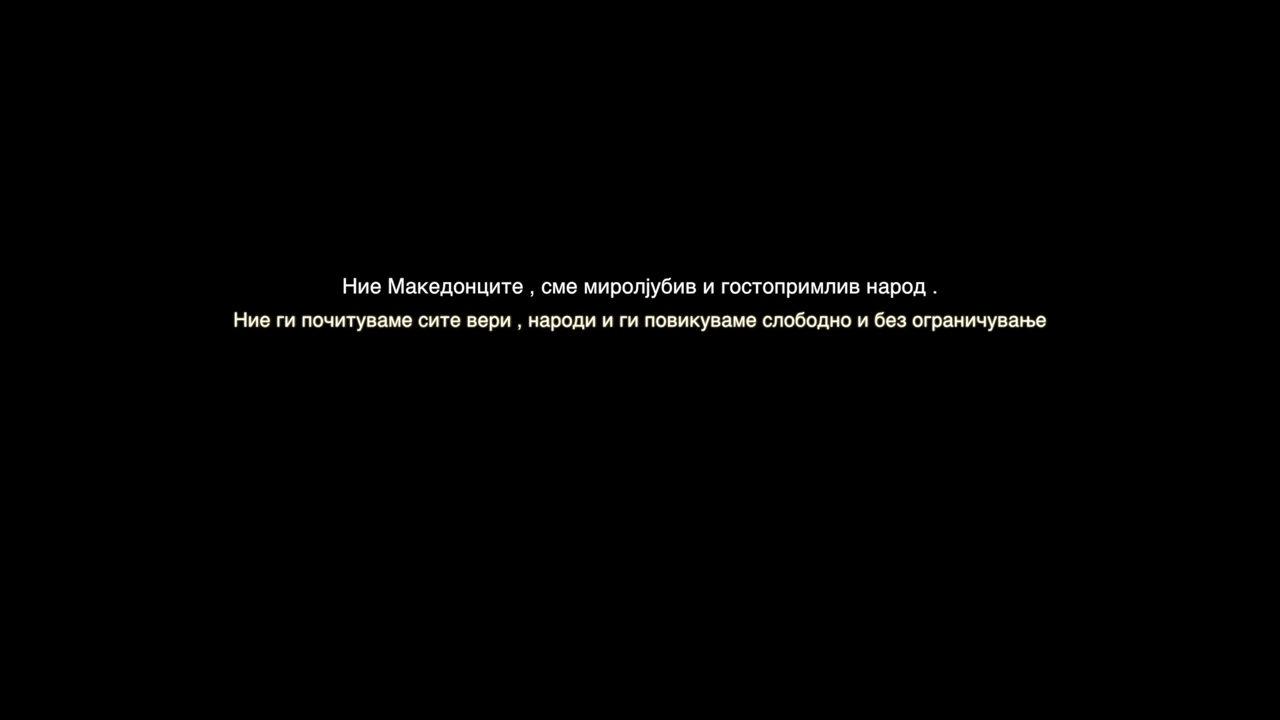 Ние Македонците , сме миролјубив и гостопримлив народ .
Ние ги почитуваме сите вери , народи и ги повикуваме слободно и без ограничување